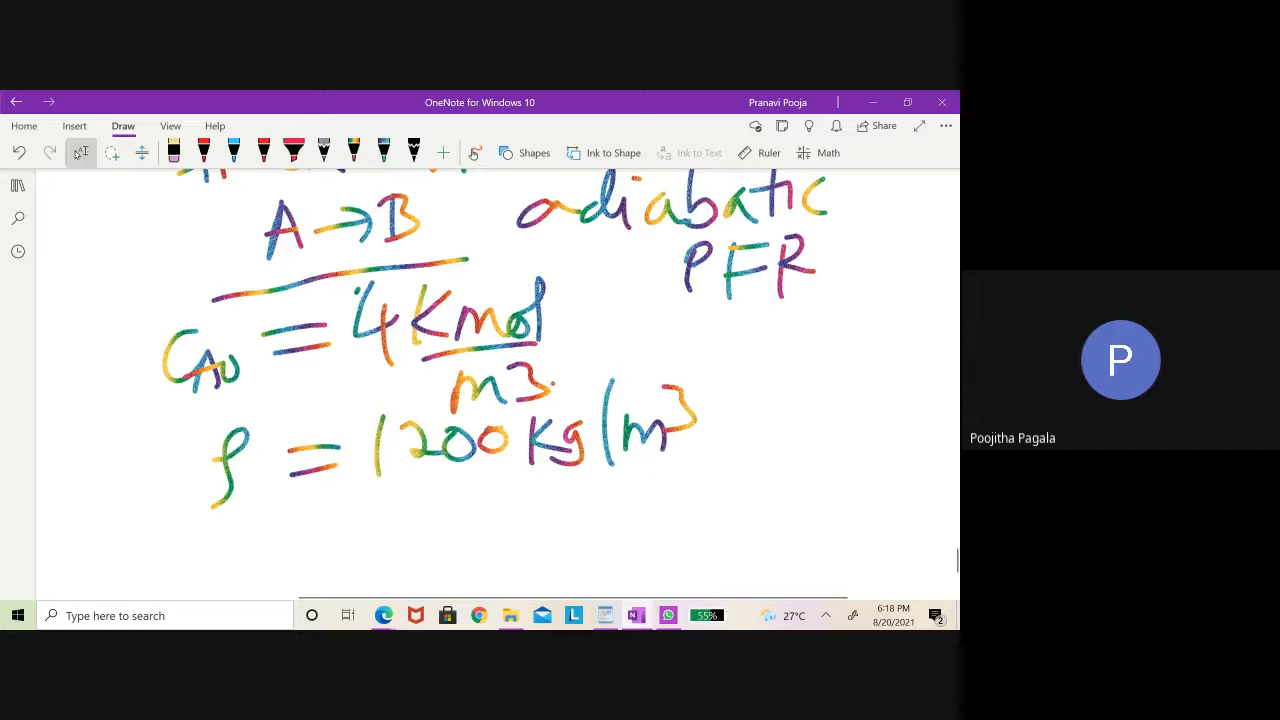 OneNote for Windows 10
Pranavi Pooja
Home Insert Draw View Help
Share
Shapes Ink to Shape Ink to Text Ruler Math
A → B
adiabatic
PFR
CA0 = 4 Kmol
m3
ρ = 1200 kg/m3
Poojitha Pagala
P
Type here to search
55%
27°C
6:18 PM
8/20/2021
2